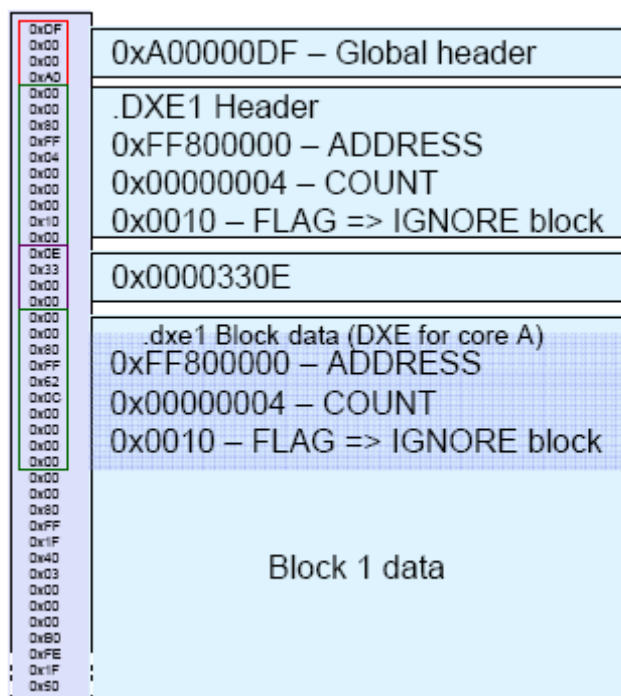 0xDF
0x00
0x00
0xA0
0x00
0x00
0x80
0xFF
0x04
0x00
0x00
0x00
0x10
0x00
0x0E
0x33
0x00
0x00
0x00
0x00
0x80
0xFF
0x62
0x0C
0x00
0x00
0x00
0x00
0x00
0x00
0x80
0xFF
0x1F
0x40
0x03
0x00
0x00
0xB0
0xFE
0x1F
0x50
0xA00000DF – Global header
.DXE1 Header
0xFF800000 – ADDRESS
0x00000004 – COUNT
0x0010 – FLAG => IGNORE block
0x0000330E
.dxe1 Block data (DXE for core A)
0xFF800000 – ADDRESS
0x00000004 – COUNT
0x0010 – FLAG => IGNORE block
Block 1 data